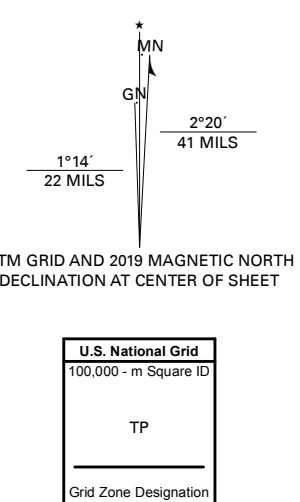 MN
GN
2°20´
41 MILS
1°14´
22 MILS
TM GRID AND 2019 MAGNETIC NORTH
DECLINATION AT CENTER OF SHEET
U.S. National Grid
100,000 - m Square ID
TP
Grid Zone Designation